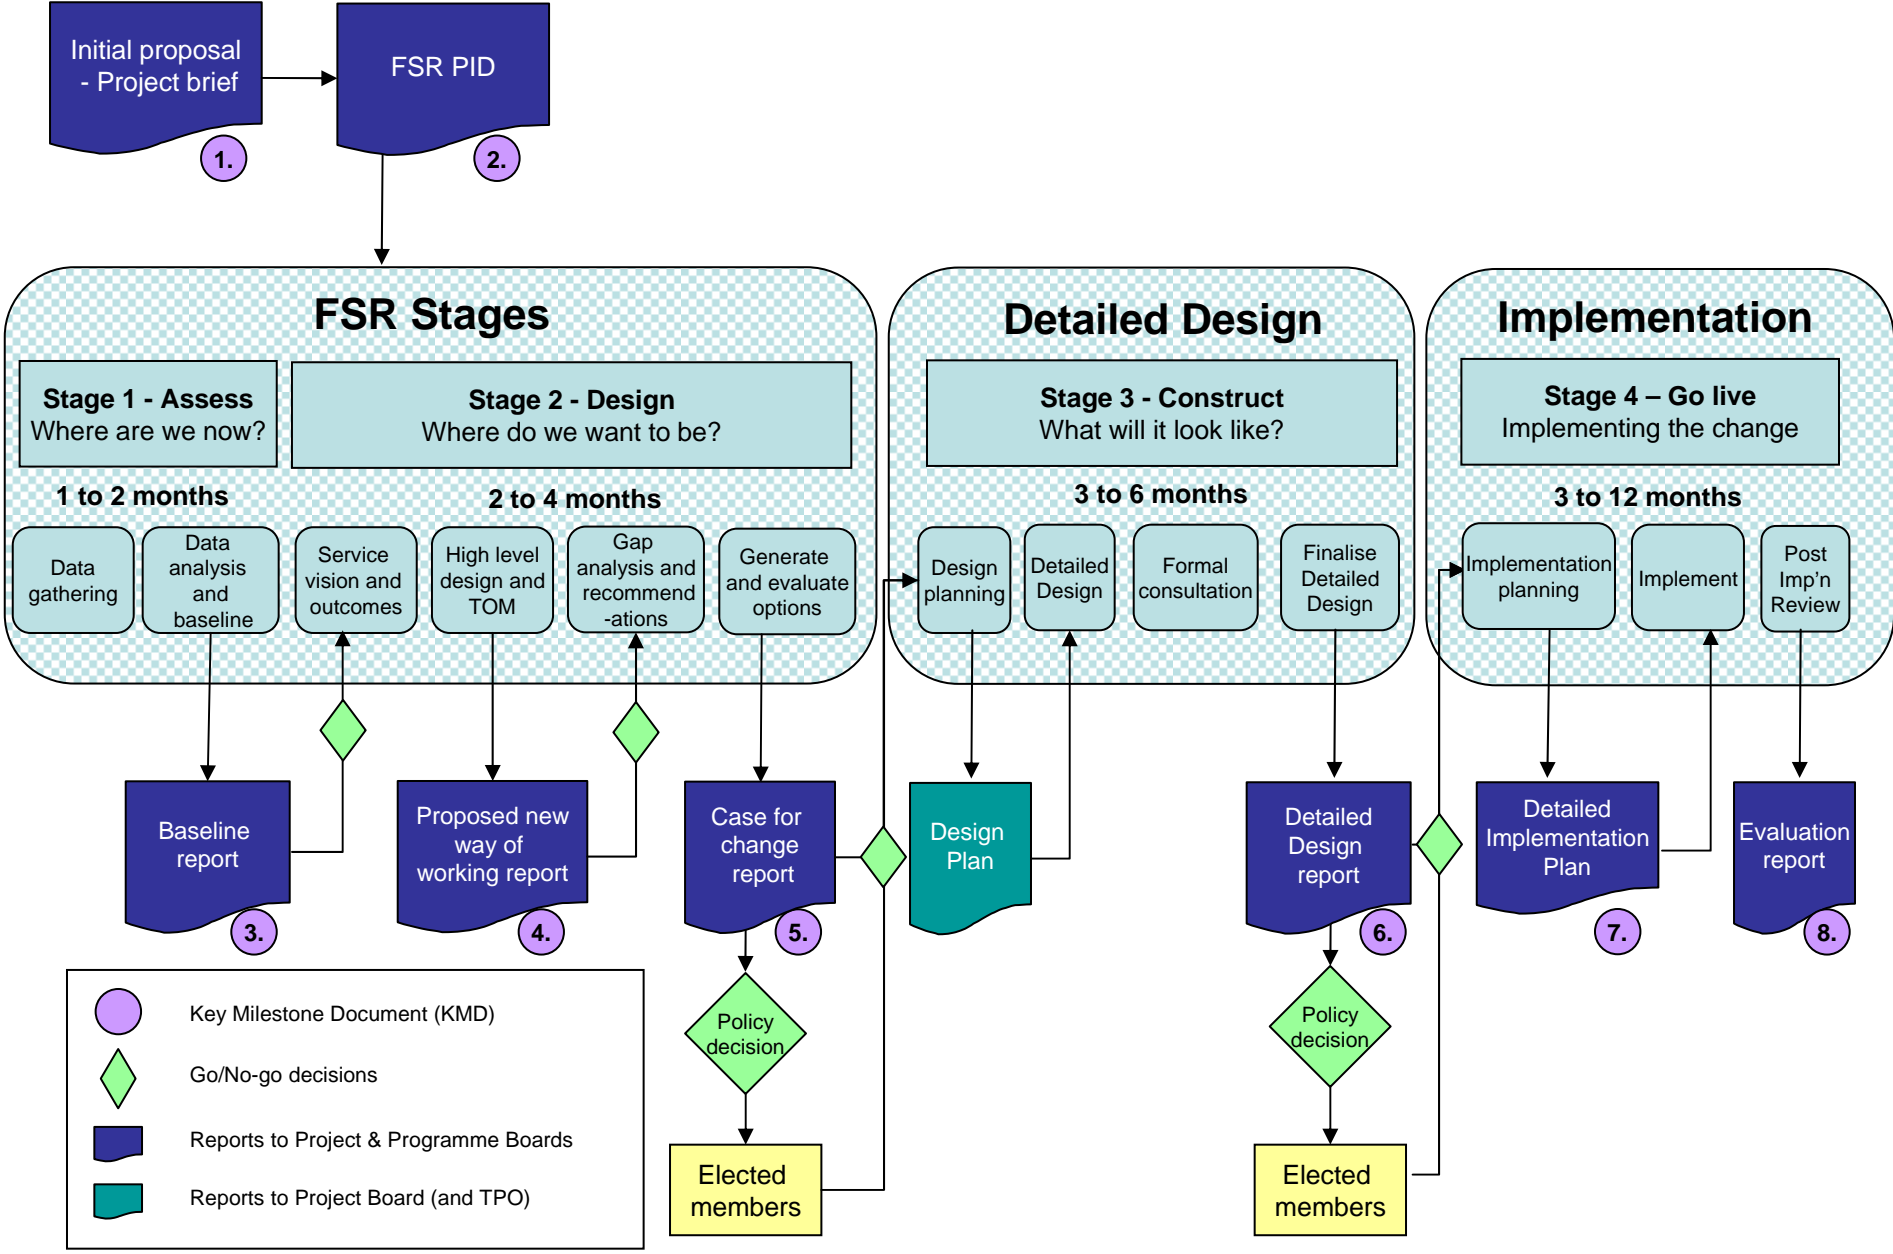 Initial proposal
- Project brief
FSR PID
1.
2.
FSR Stages
Detailed Design
Implementation
Stage 1 - Assess
Where are we now?
Stage 2 - Design
Where do we want to be?
Stage 3 - Construct
What will it look like?
Stage 4 – Go live
Implementing the change
1 to 2 months
2 to 4 months
3 to 6 months
3 to 12 months
Data
gathering
Data
analysis
and
baseline
Service
vision and
outcomes
High level
design and
TOM
Gap
analysis and
recommend
-ations
Generate
and evaluate
options
Design
planning
Detailed
Design
Formal
consultation
Finalise
Detailed
Design
Implementation
planning
Implement
Post
Imp'n
Review
Baseline
report
Proposed new
way of
working report
Case for
change
report
Design
Plan
Detailed
Design
report
Detailed
Implementation
Plan
Evaluation
report
3.
4.
5.
6.
7.
8.
Policy
decision
Policy
decision
Elected
members
Elected
members
Key Milestone Document (KMD)
Go/No-go decisions
Reports to Project & Programme Boards
Reports to Project Board (and TPO)